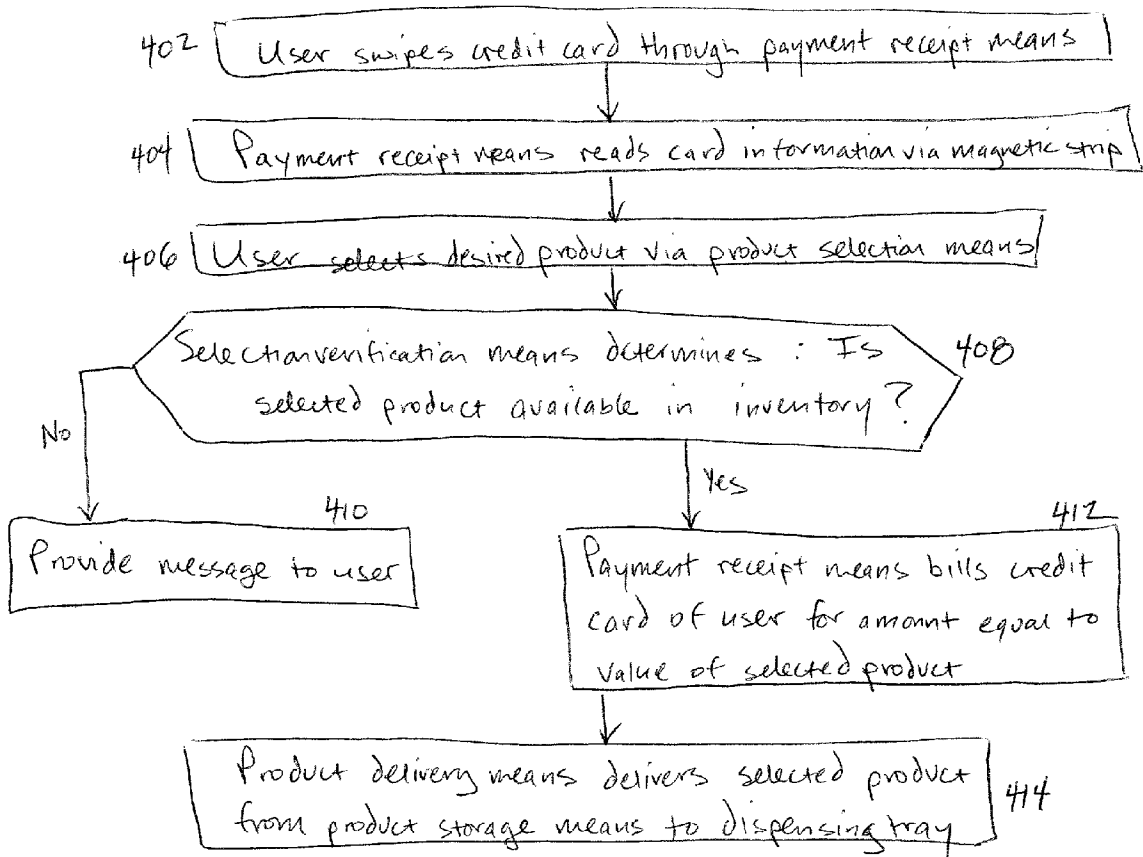 402 User swipes credit card through payment receipt means
404 Payment receipt means reads card information via magnetic strip
406 User selects desired product via product selection means
Selection verification means determines : Is
408
selected product available in inventory?
No
Yes
410
Provide message to user
412
Payment receipt means bills credit
card of user for amount equal to
value of selected product
Product delivery means delivers selected product
from product storage means to dispensing tray
414